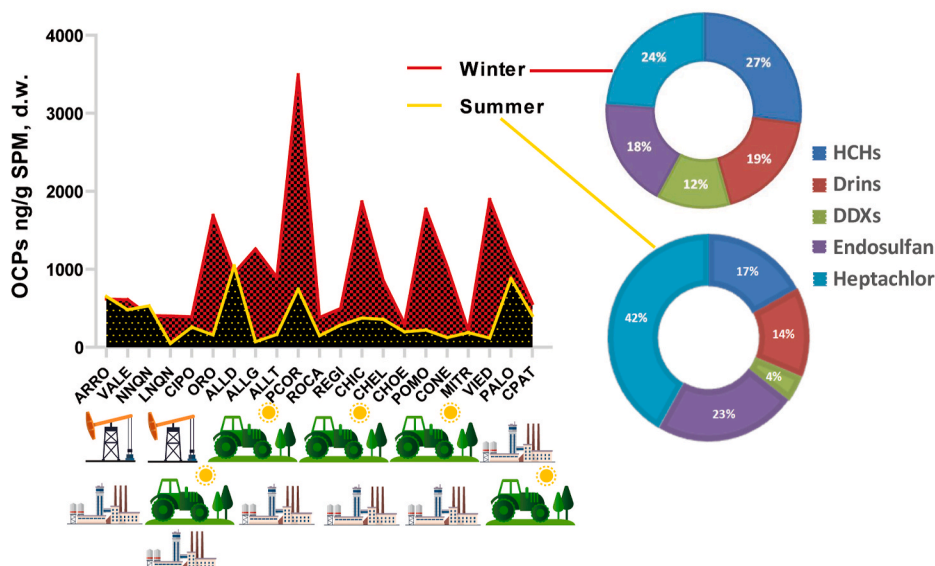 OCPs ng/g SPM, d.w.
4000
3000
2000
1000
0
ARRO
VALE
NNQN
LNQN
CIPO
ORO
ALLD
ALLG
ALLT
PCOR
ROCA
REGI
CHIC
CHEL
CHOE
POMO
CONE
MITR
VIED
PALO
CPAT
Winter
Summer
24%
27%
18%
19%
12%
17%
42%
14%
4%
23%
HCHs
Drins
DDXs
Endosulfan
Heptachlor